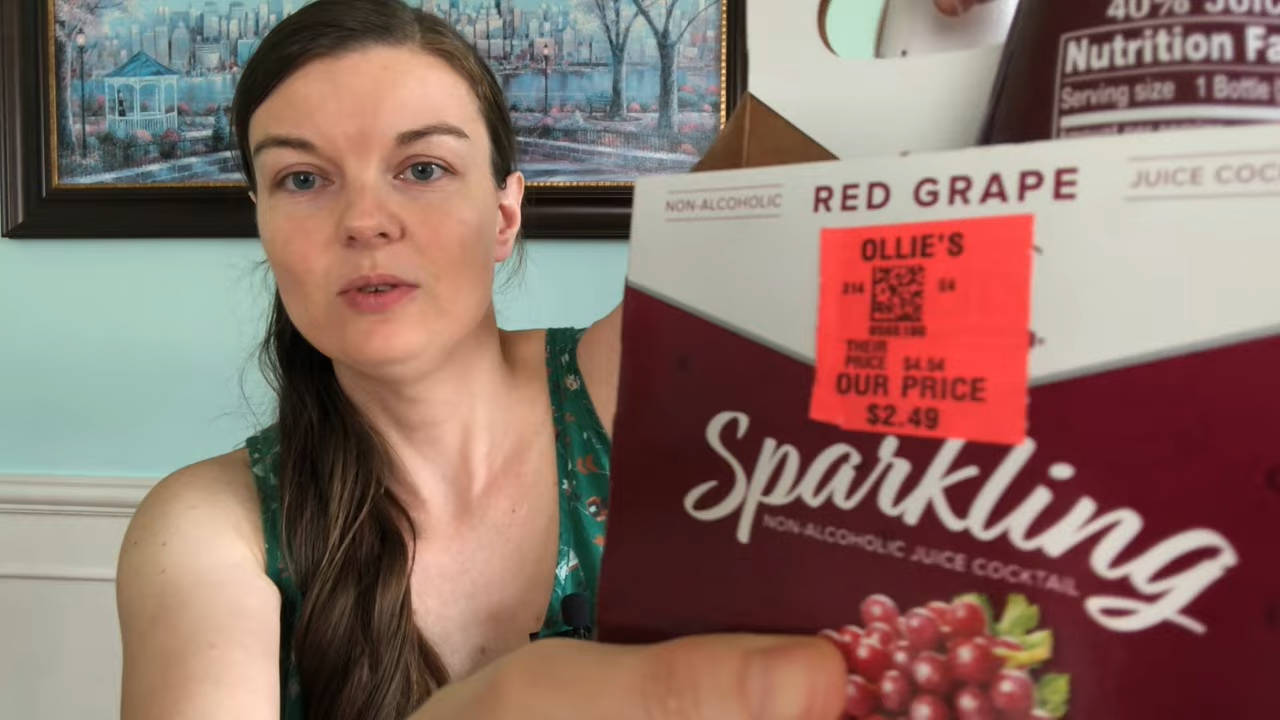 40% Juic
Nutrition Fa
Serving size 1 Bottle
NON-ALCOHOLIC
RED GRAPE
JUICE COC
OLLIE'S
THEIR
PRICE $4.54
OUR PRICE
$2.49
Sparkling
NON-ALCOHOLIC JUICE COCKTAIL